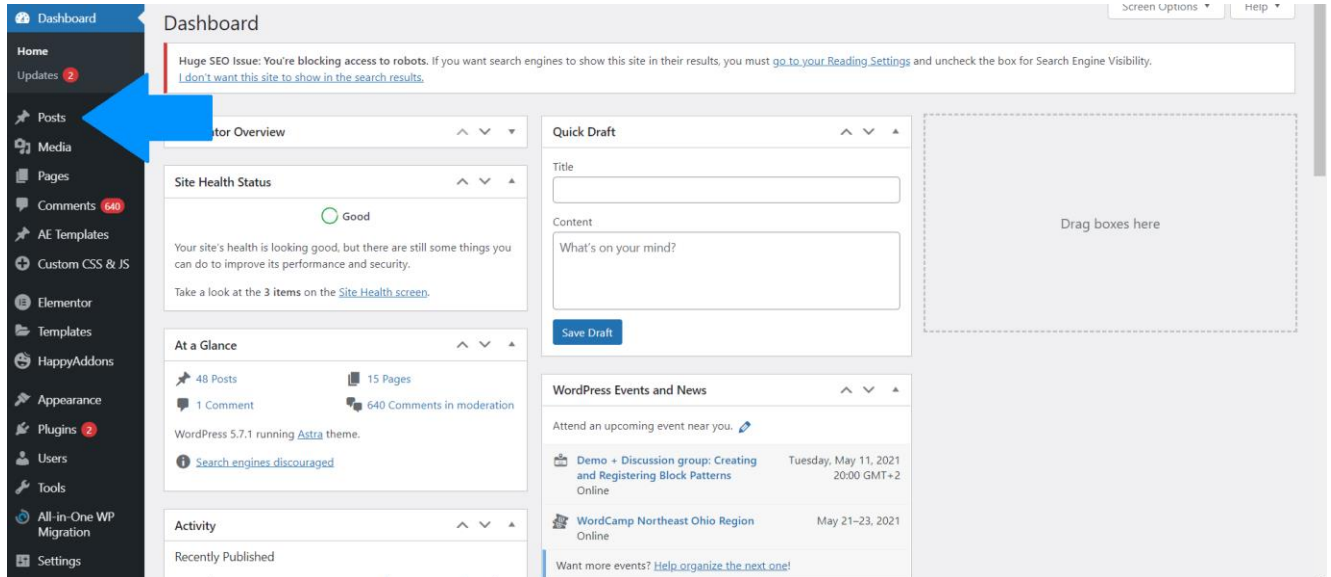 Dashboard
Home
Updates 2
Posts
Media
Pages
Comments 640
AE Templates
Custom CSS & JS
Elementor
Templates
HappyAddons
Appearance
Plugins 2
Users
Tools
All-in-One WP
Migration
Settings
Screen Options
Help
Dashboard
Huge SEO Issue: You're blocking access to robots. If you want search engines to show this site in their results, you must go to your Reading Settings and uncheck the box for Search Engine Visibility.
I don't want this site to show in the search results.
Overview
Site Health Status
Good
Your site's health is looking good, but there are still some things you
can do to improve its performance and security.
Take a look at the 3 items on the Site Health screen.
At a Glance
48 Posts
15 Pages
1 Comment
640 Comments in moderation
WordPress 5.7.1 running Astra theme.
Search engines discouraged
Activity
Recently Published
Quick Draft
Title
Content
What's on your mind?
Save Draft
WordPress Events and News
Attend an upcoming event near you.
Demo + Discussion group: Creating
and Registering Block Patterns
Online
Tuesday, May 11, 2021
20:00 GMT+2
WordCamp Northeast Ohio Region
Online
May 21–23, 2021
Want more events? Help organize the next one!
Drag boxes here